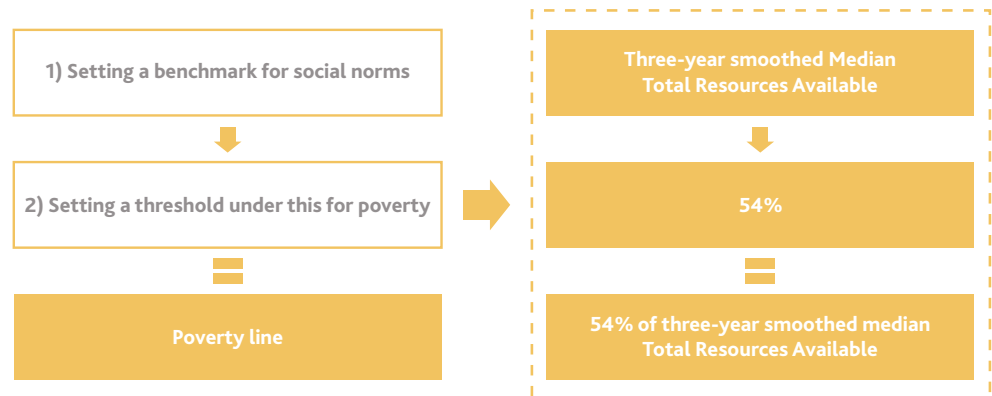 1) Setting a benchmark for social norms
2) Setting a threshold under this for poverty
Poverty line
Three-year smoothed Median
Total Resources Available
54%
54% of three-year smoothed median
Total Resources Available